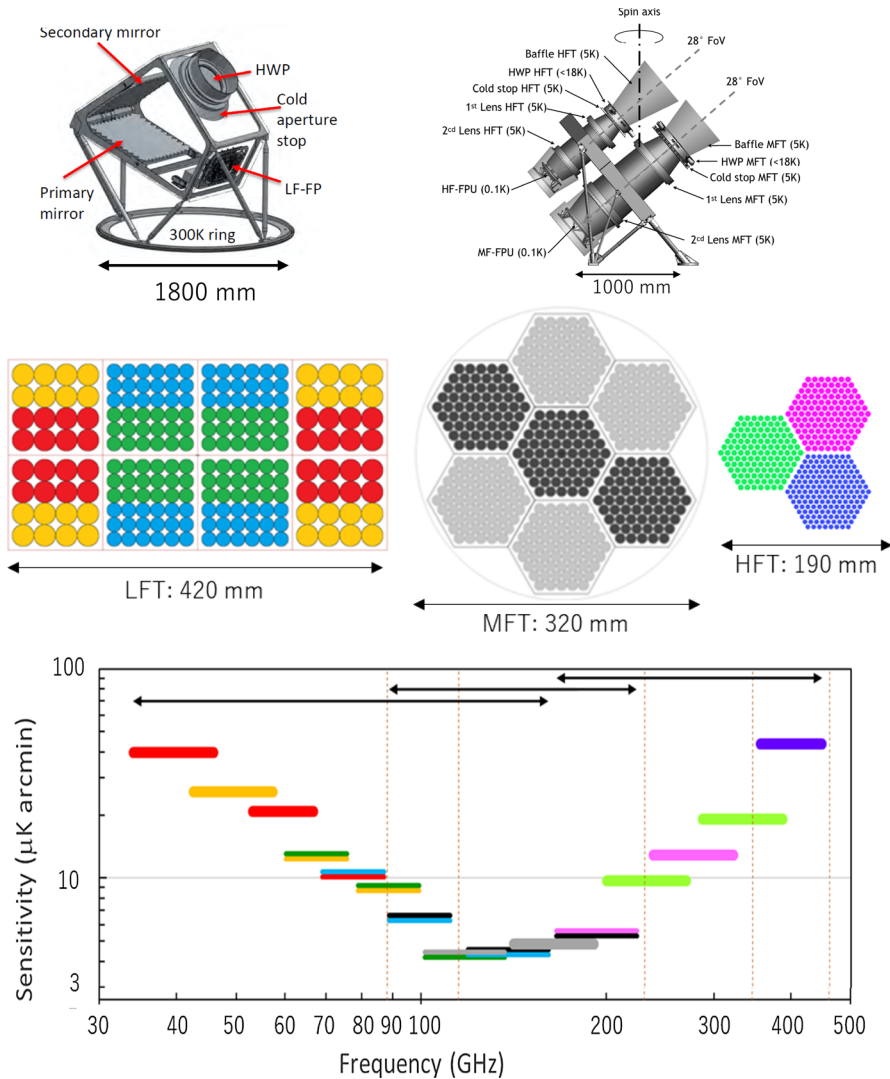 Secondary mirror
HWP
Cold
aperture
stop
Primary
mirror
LF-FP
300K ring
1800 mm
Spin axis
28° FoV
Baffle HFT (5K)
HWP HFT (<18K)
28° FoV
Cold stop HFT (5K)
1st Lens HFT (5K)
2cd Lens HFT (5K)
Baffle MFT (5K)
HWP MFT (<18K)
Cold stop MFT (5K)
HF-FPU (0.1K)
1st Lens MFT (5K)
2cd Lens MFT (5K)
MF-FPU (0.1K)
1000 mm
LFT: 420 mm
MFT: 320 mm
HFT: 190 mm
Sensitivity (μK arcmin)
100
10
3
30 40 50 60 70 80 90 100 200 300 400 500
Frequency (GHz)